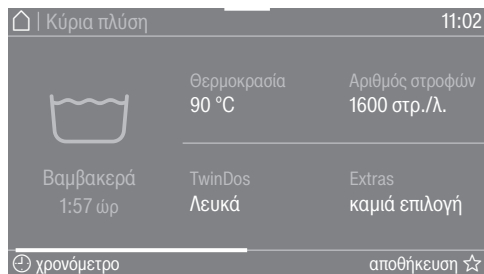 | Κύρια πλύση 11:02
Θερμοκρασία Αριθμός στροφών
90 °C 1600 στρ./λ.
Βαμβακερά TwinDos Extras
1:57 ώρ Λευκά καμιά επιλογή
χρονόμετρο αποθήκευση